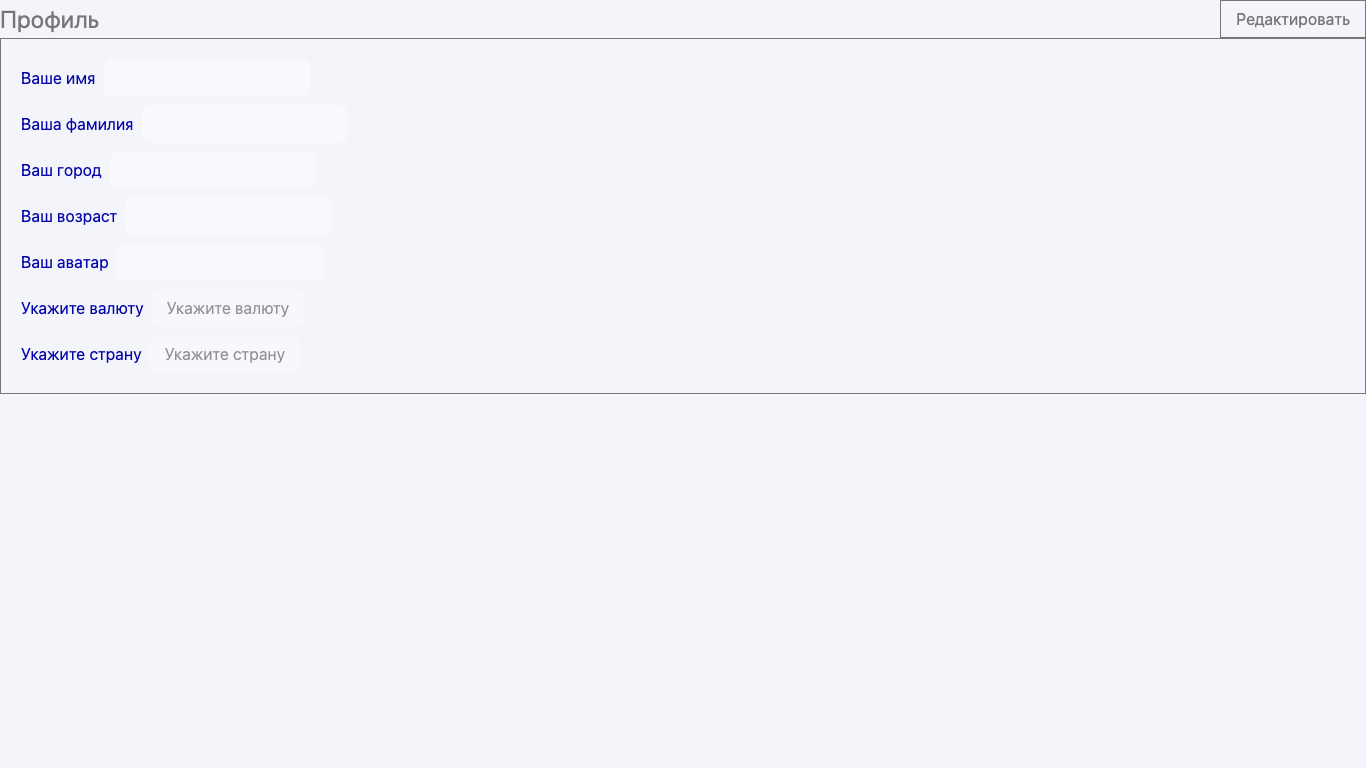 Профиль
Редактировать
Ваше имя
Ваша фамилия
Ваш город
Ваш возраст
Ваш аватар
Укажите валюту Укажите валюту
Укажите страну Укажите страну